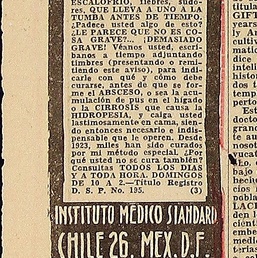 ESCALOFRIO, fiebres, sudo-
res, QUE LLEVA A UNO A LA
TUMBA ANTES DE TIEMPO.
¿Padece usted algo de esto?
¿LE PARECE QUE NO ES CO-
SA GRAVE?... ¡DEMASIADO
GRAVE! Véanos usted, escrí-
banos a tiempo adjuntando
timbres (presentando o remi-
tiendo este aviso), para indi-
carle con qué y cómo debe
curarse, antes de que se for-
me el ABSCESO, o sea la acu-
mulación de pus en el hígado
o la CIRROSIS que causa la
HIDROPESIA, y caiga usted
lastimosamente en cama, sien-
do entonces necesario e indis-
pensable que le operen. Desde
1923, miles han sido curados
por mi método especial. ¿Por
qué usted no se cura también?
Consultas TODOS LOS DIAS
Y A TODA HORA. DOMINGOS
DE 10 A 2.—Título Registro
D. S. P. No. 135. (3)
INSTITUTO MEDICO STANDARD
CHILE 26. MEX. D.F.